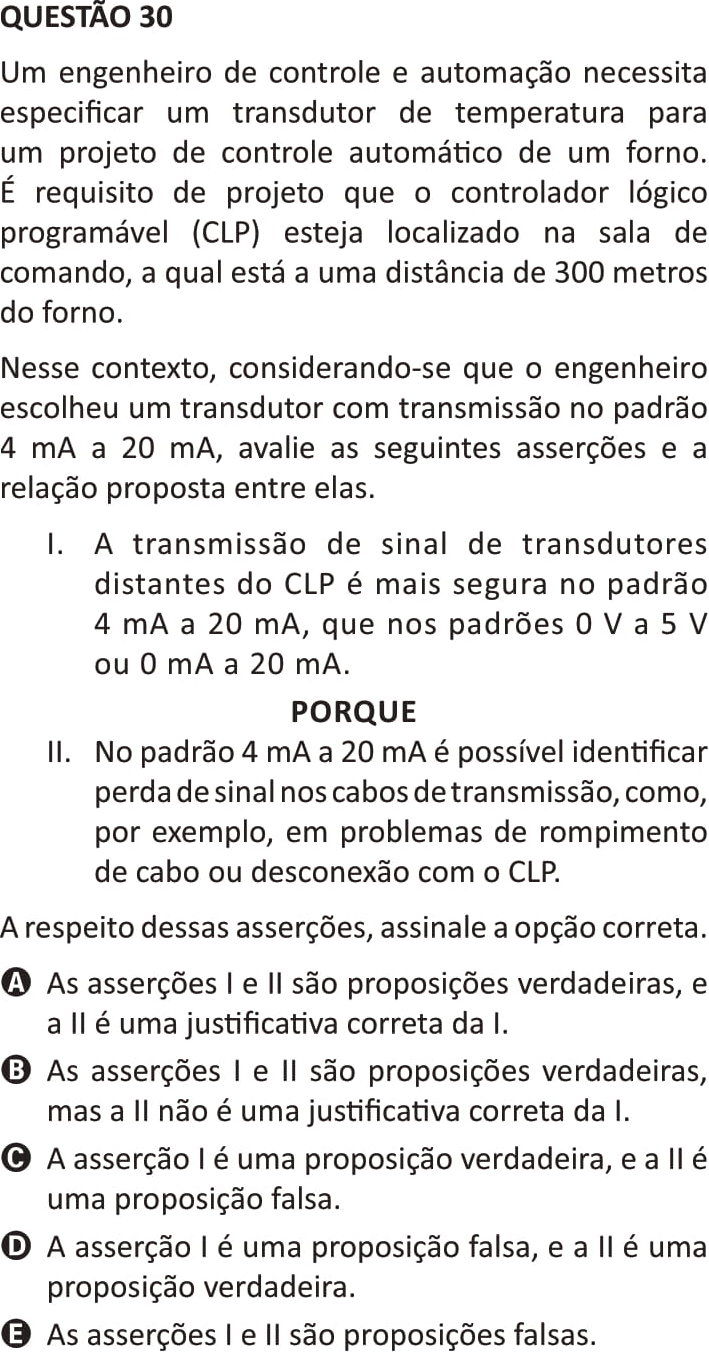 QUESTÃO 30
Um engenheiro de controle e automação necessita
especificar um transdutor de temperatura para
um projeto de controle automático de um forno.
É requisito de projeto que o controlador lógico
programável (CLP) esteja localizado na sala de
comando, a qual está a uma distância de 300 metros
do forno.
Nesse contexto, considerando-se que o engenheiro
escolheu um transdutor com transmissão no padrão
4 mA a 20 mA, avalie as seguintes asserções e a
relação proposta entre elas.
I. A transmissão de sinal de transdutores
distantes do CLP é mais segura no padrão
4 mA a 20 mA, que nos padrões 0 V a 5 V
ou 0 mA a 20 mA.
PORQUE
II. No padrão 4 mA a 20 mA é possível identificar
perda de sinal nos cabos de transmissão, como,
por exemplo, em problemas de rompimento
de cabo ou desconexão com o CLP.
A respeito dessas asserções, assinale a opção correta.
A As asserções I e II são proposições verdadeiras, e
a II é uma justificativa correta da I.
B As asserções I e II são proposições verdadeiras,
mas a II não é uma justificativa correta da I.
C A asserção I é uma proposição verdadeira, e a II é
uma proposição falsa.
D A asserção I é uma proposição falsa, e a II é uma
proposição verdadeira.
E As asserções I e II são proposições falsas.